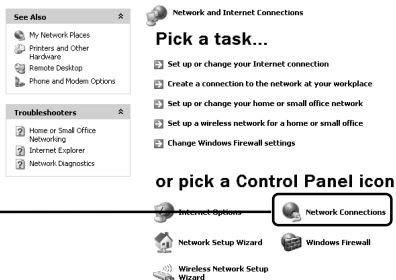 See Also
My Network Places
Printers and Other
Hardware
Remote Desktop
Phone and Modem Options
Troubleshooters
Home or Small Office
Networking
Internet Explorer
Network Diagnostics
Network and Internet Connections
Pick a task...
Set up or change your Internet connection
Create a connection to the network at your workplace
Set up or change your home or small office network
Set up a wireless network for a home or small office
Change Windows Firewall settings
or pick a Control Panel icon
Internet Options
Network Connections
Network Setup Wizard
Windows Firewall
Wireless Network Setup
Wizard